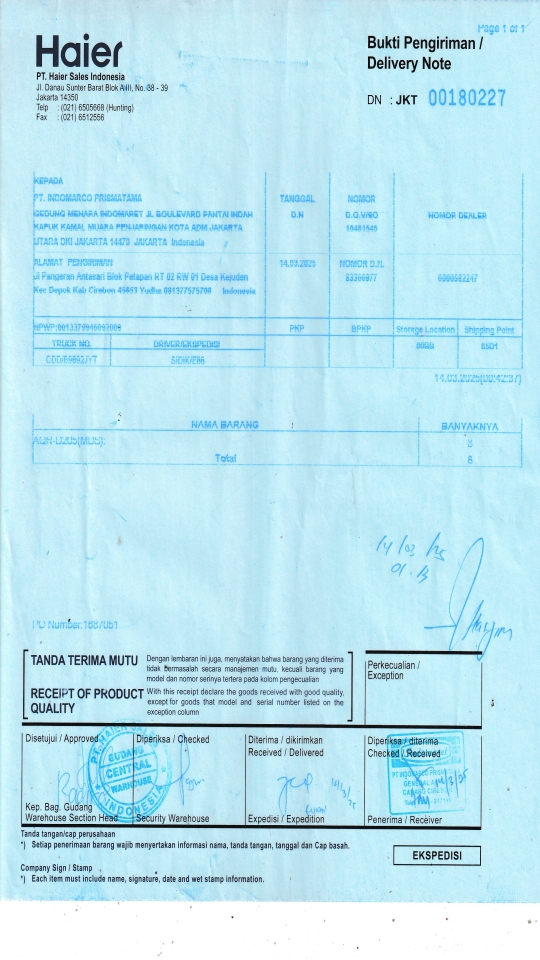 Page 1 of 1
Haier
Bukti Pengiriman /
Delivery Note
PT. Haier Sales Indonesia
Jl. Danau Sunter Barat Blok AIII, No. 38 - 39
Jakarta 14350
Telp : (021) 6505668 (Hunting)
Fax : (021) 6512556
DN : JKT 00180227
KEPADA
PT. INDOMARCO PRISMATAMA
TANGGAL
NOMOR
GEDUNG MENARA INDOMARET JL BOULEVARD PANTAI INDAH
D.N
D.O.V/SO
NOMOR DEALER
KAPUK KAMAL MUARA PENJARINGAN KOTA ADM JAKARTA
UTARA DKI JAKARTA 14470 JAKARTA Indonesia
ALAMAT PENGIRIMAN
14.03.2025
NOMOR D.N.
Jl Pangeran Antasari Blok Petapan RT 02 RW 01 Desa Kejuden
83360977
Kec Depok Kab Cirebon 45653 Yudha 081377575708 Indonesia
PKP
BPKP
Storage Location
Shipping Point
TRUCK NO.
DRIVER/EKSPEDISI
CDD/B9892JYT
SIDIK/E86
NAMA BARANG
BANYAKNYA
Total
14/03/25
PO Number:1687081
TANDA TERIMA MUTU
Dengan lembaran ini juga, menyatakan bahwa barang yang diterima
tidak bermasalah secara manajemen mutu, kecuali barang yang
model dan nomor serinya tertera pada kolom pengecualian
RECEIPT OF PRODUCT
QUALITY
With this receipt declare the goods received with good quality,
except for goods that model and serial number listed on the
exception column
Perkecualian /
Exception
Disetujui / Approved
Diperiksa / Checked
Diterima / dikirimkan
Received / Delivered
Diperiksa / diterima
Checked / Received
GUDANG
CENTRAL
WARHOUSE
INDONESIA
Kep. Bag. Gudang
Warehouse Section Head
Security Warehouse
Expedisi / Expedition
Penerima / Receiver
Tanda tangan/cap perusahaan
*) Setiap penerimaan barang wajib menyertakan informasi nama, tanda tangan, tanggal dan Cap basah.
EKSPEDISI
Company Sign / Stamp
*) Each item must include name, signature, date and wet stamp information.